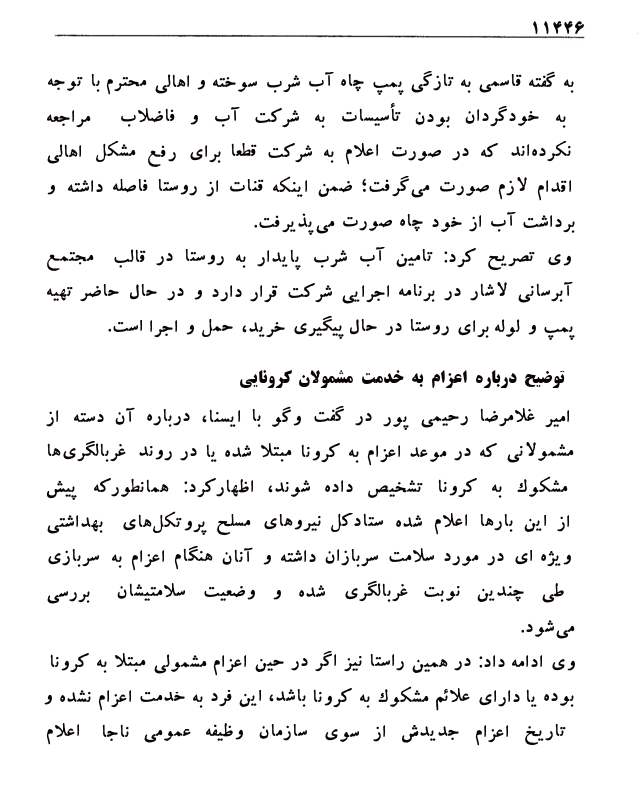 ۱۱۴۴۶
به گفته قاسمی به تازگی پمپ چاه آب شرب سوخته و اهالی محترم با توجه
به خودگردان بودن تأسیسات به شرکت آب و فاضلاب مراجعه
نکرده‌اند که در صورت اعلام به شرکت قطعا برای رفع مشکل اهالی
اقدام لازم صورت می‌گرفت؛ ضمن اینکه قنات از روستا فاصله داشته و
برداشت آب از خود چاه صورت می‌پذیرفت.
وی تصریح کرد: تامین آب شرب پایدار به روستا در قالب مجتمع
آبرسانی لاشار در برنامه اجرایی شرکت قرار دارد و در حال حاضر تهیه
پمپ و لوله برای روستا در حال پیگیری خرید، حمل و اجرا است.
توضیح درباره اعزام به خدمت مشمولان کرونایی
امیر غلامرضا رحیمی پور در گفت وگو با ایسنا، درباره آن دسته از
مشمولانی که در موعد اعزام به کرونا مبتلا شده یا در روند غربالگری‌ها
مشکوك به کرونا تشخیص داده شوند، اظهارکرد: همانطورکه پیش
از این بارها اعلام شده ستادکل نیروهای مسلح پروتکل‌های بهداشتی
ویژه ای در مورد سلامت سربازان داشته و آنان هنگام اعزام به سربازی
طی چندین نوبت غربالگری شده و وضعیت سلامتیشان بررسی
می‌شود.
وی ادامه داد: در همین راستا نیز اگر در حین اعزام مشمولی مبتلا به کرونا
بوده یا دارای علائم مشکوك به کرونا باشد، این فرد به خدمت اعزام نشده و
تاریخ اعزام جدیدش از سوی سازمان وظیفه عمومی ناجا اعلام